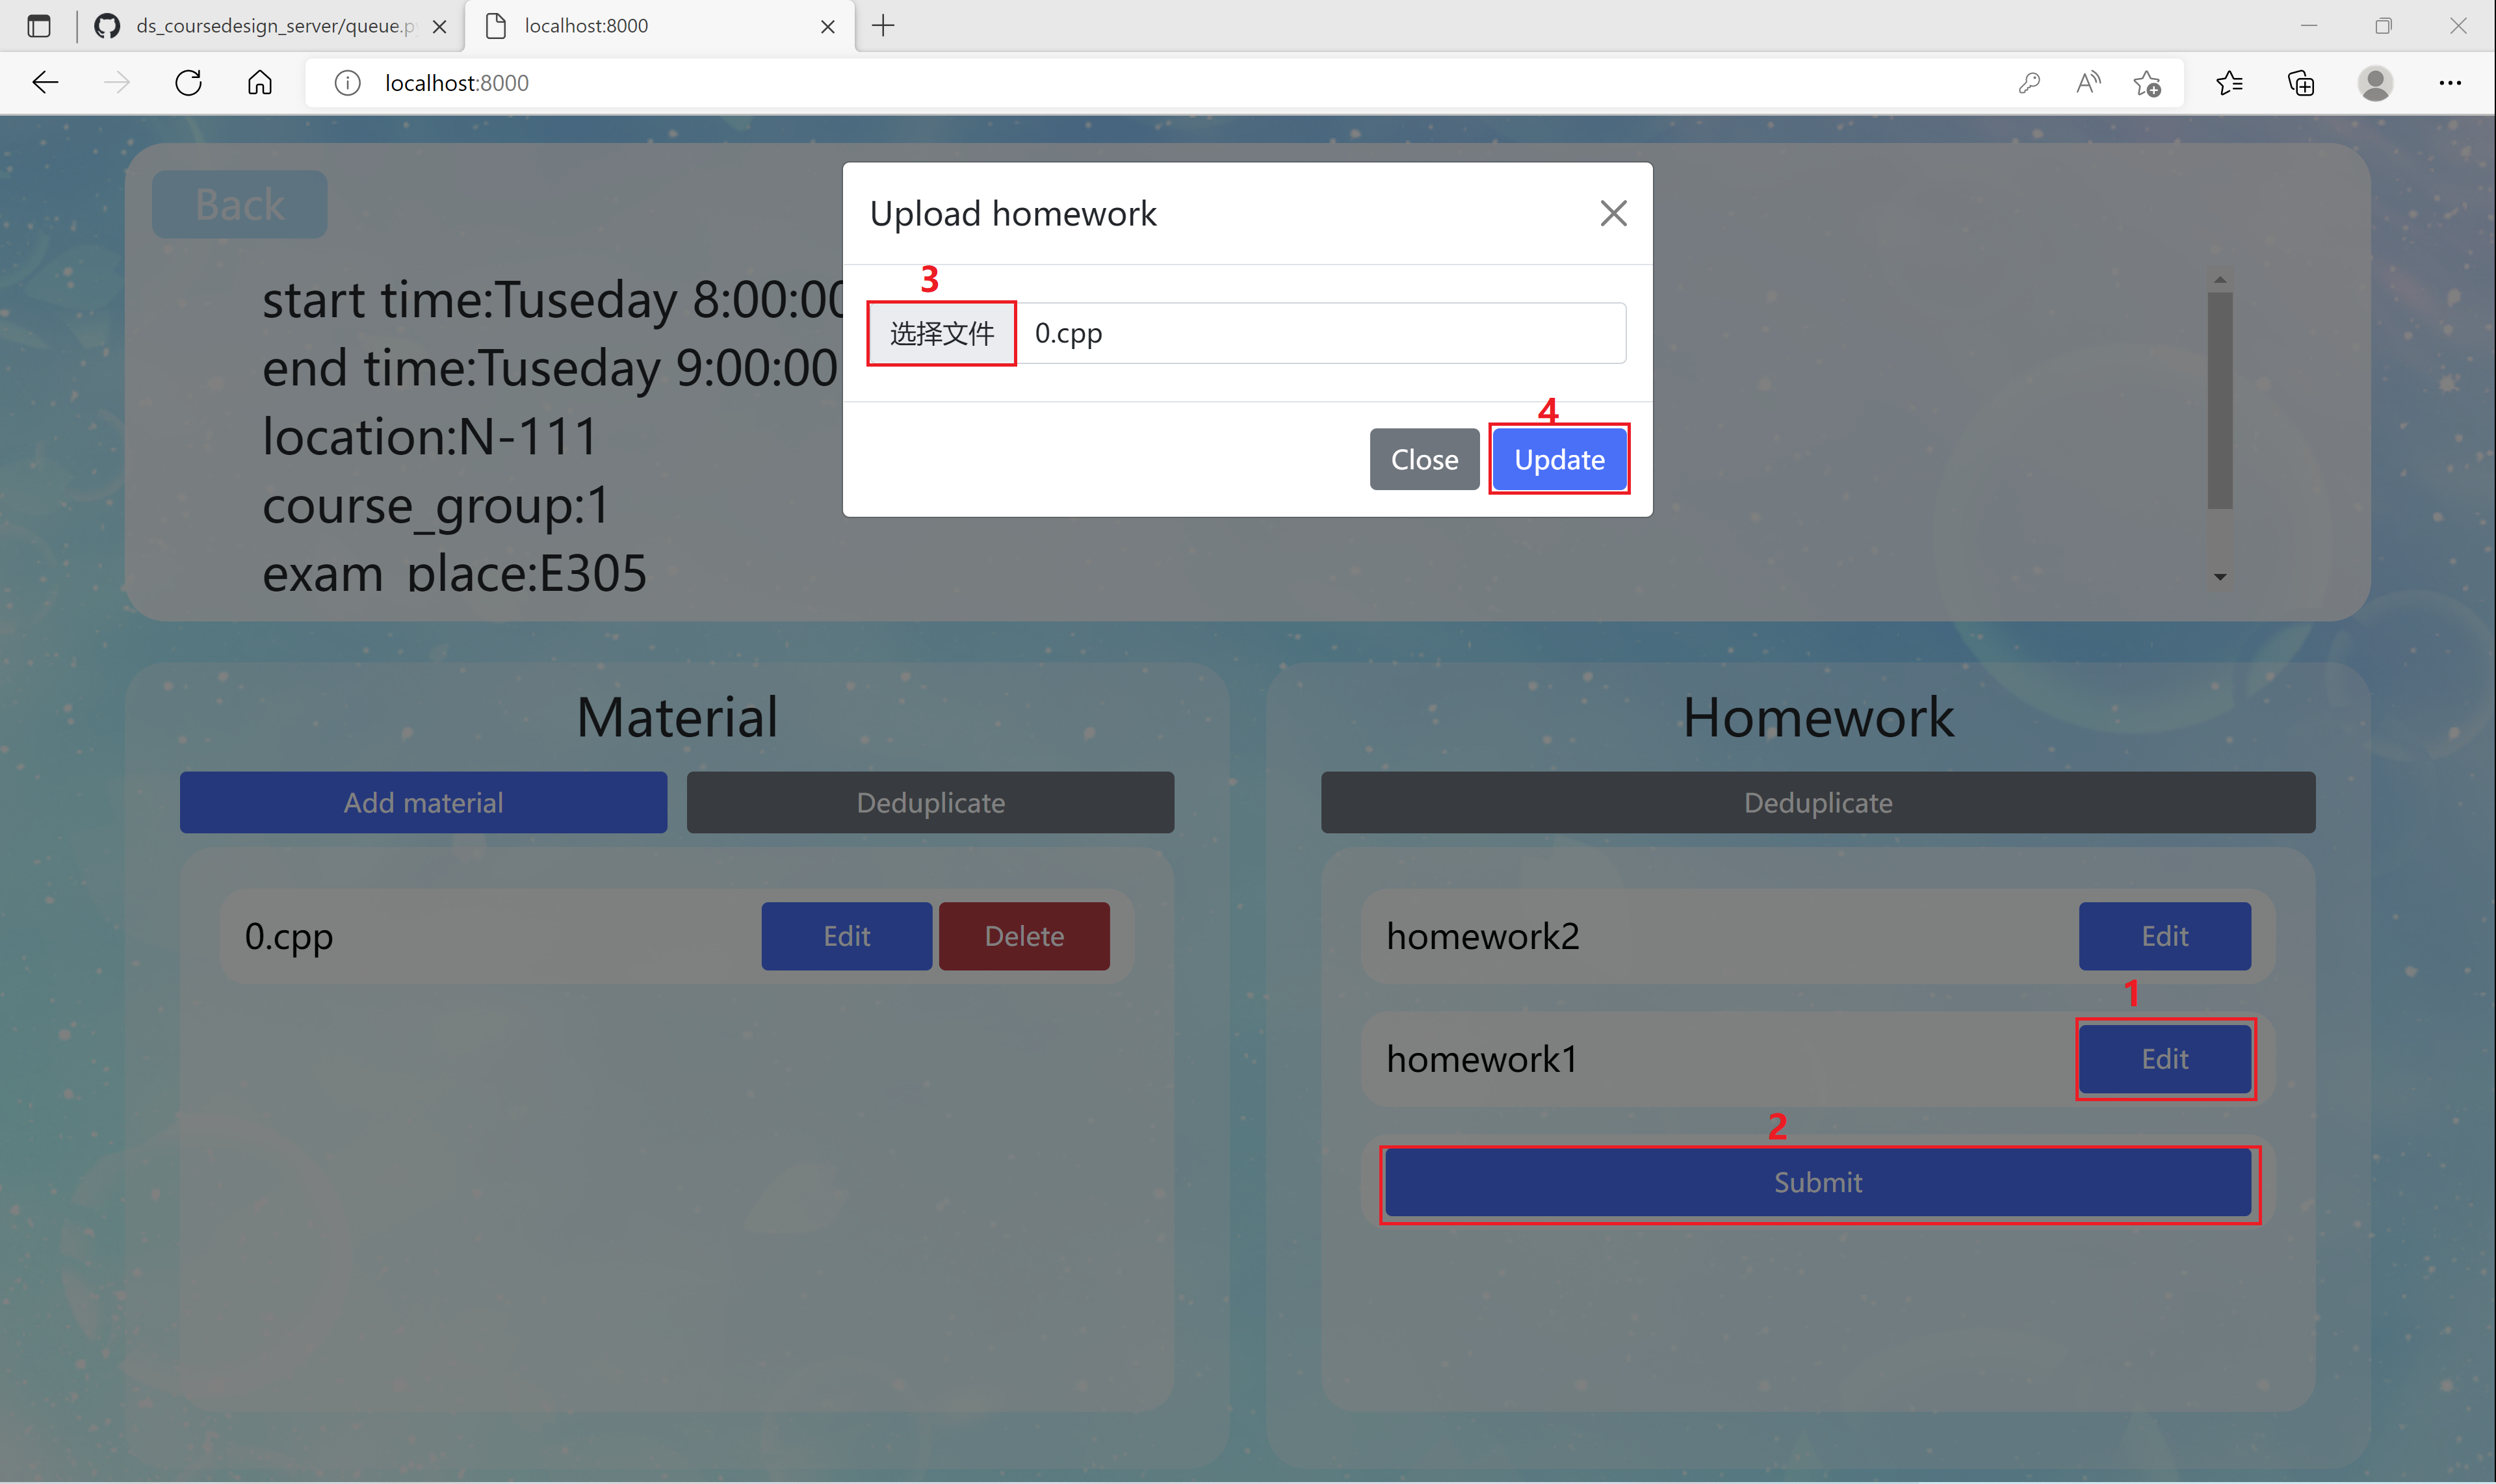 ds_coursedesign_server/queue.p
localhost:8000
localhost:8000
Back
start time:Tuseday 8:00:00
end time:Tuseday 9:00:00
location:N-111
course_group:1
exam_place:E305
Upload homework
3
选择文件 0.cpp
4
Close Update
Material
Add material Deduplicate
0.cpp Edit Delete
Homework
Deduplicate
homework2 Edit
1
homework1 Edit
2
Submit